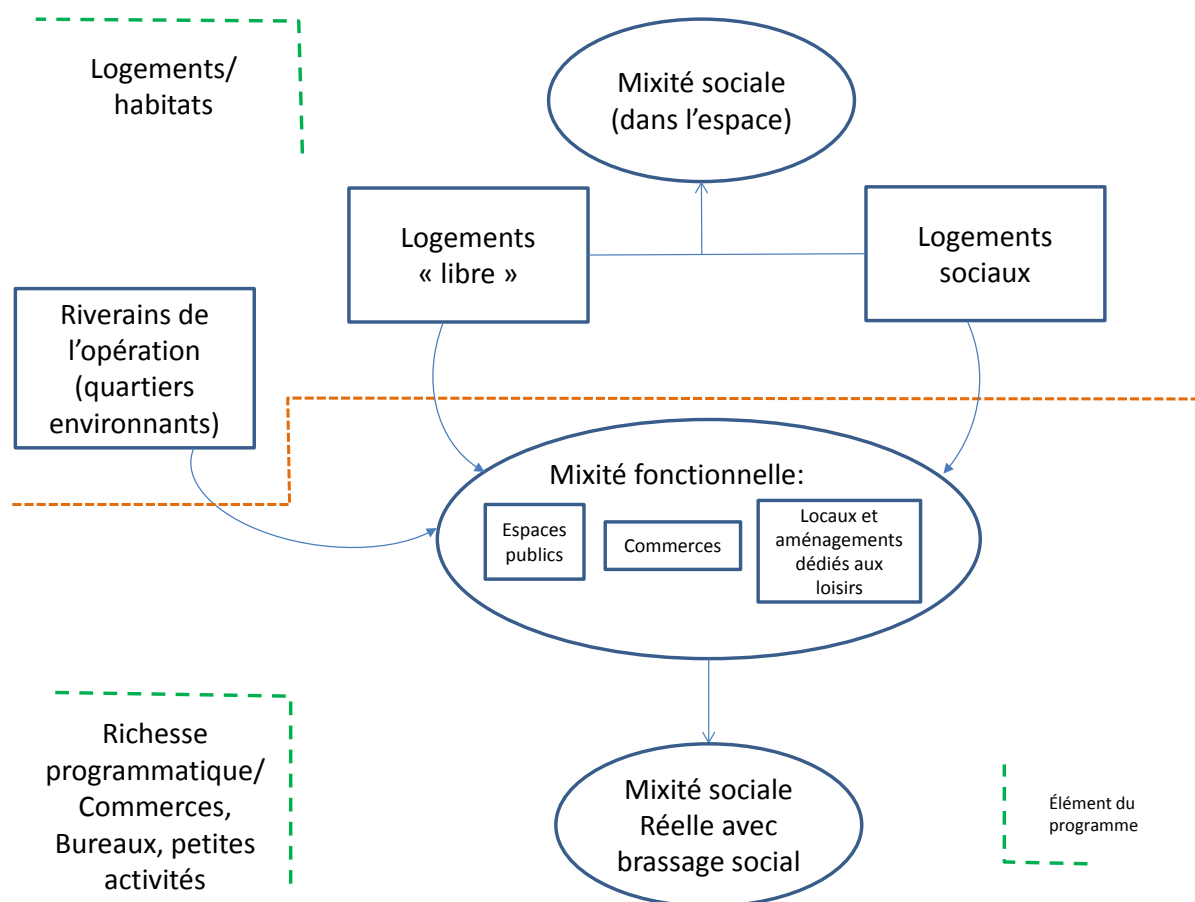 Logements/
habitats
Mixité sociale
(dans l’espace)
Logements
« libre »
Logements
sociaux
Riverains de
l’opération
(quartiers
environnants)
Mixité fonctionnelle:
Espaces
publics
Commerces
Locaux et
aménagements
dédiés aux
loisirs
Richesse
programmatique/
Commerces,
Bureaux, petites
activités
Mixité sociale
Réelle avec
brassage social
Élément du
programme